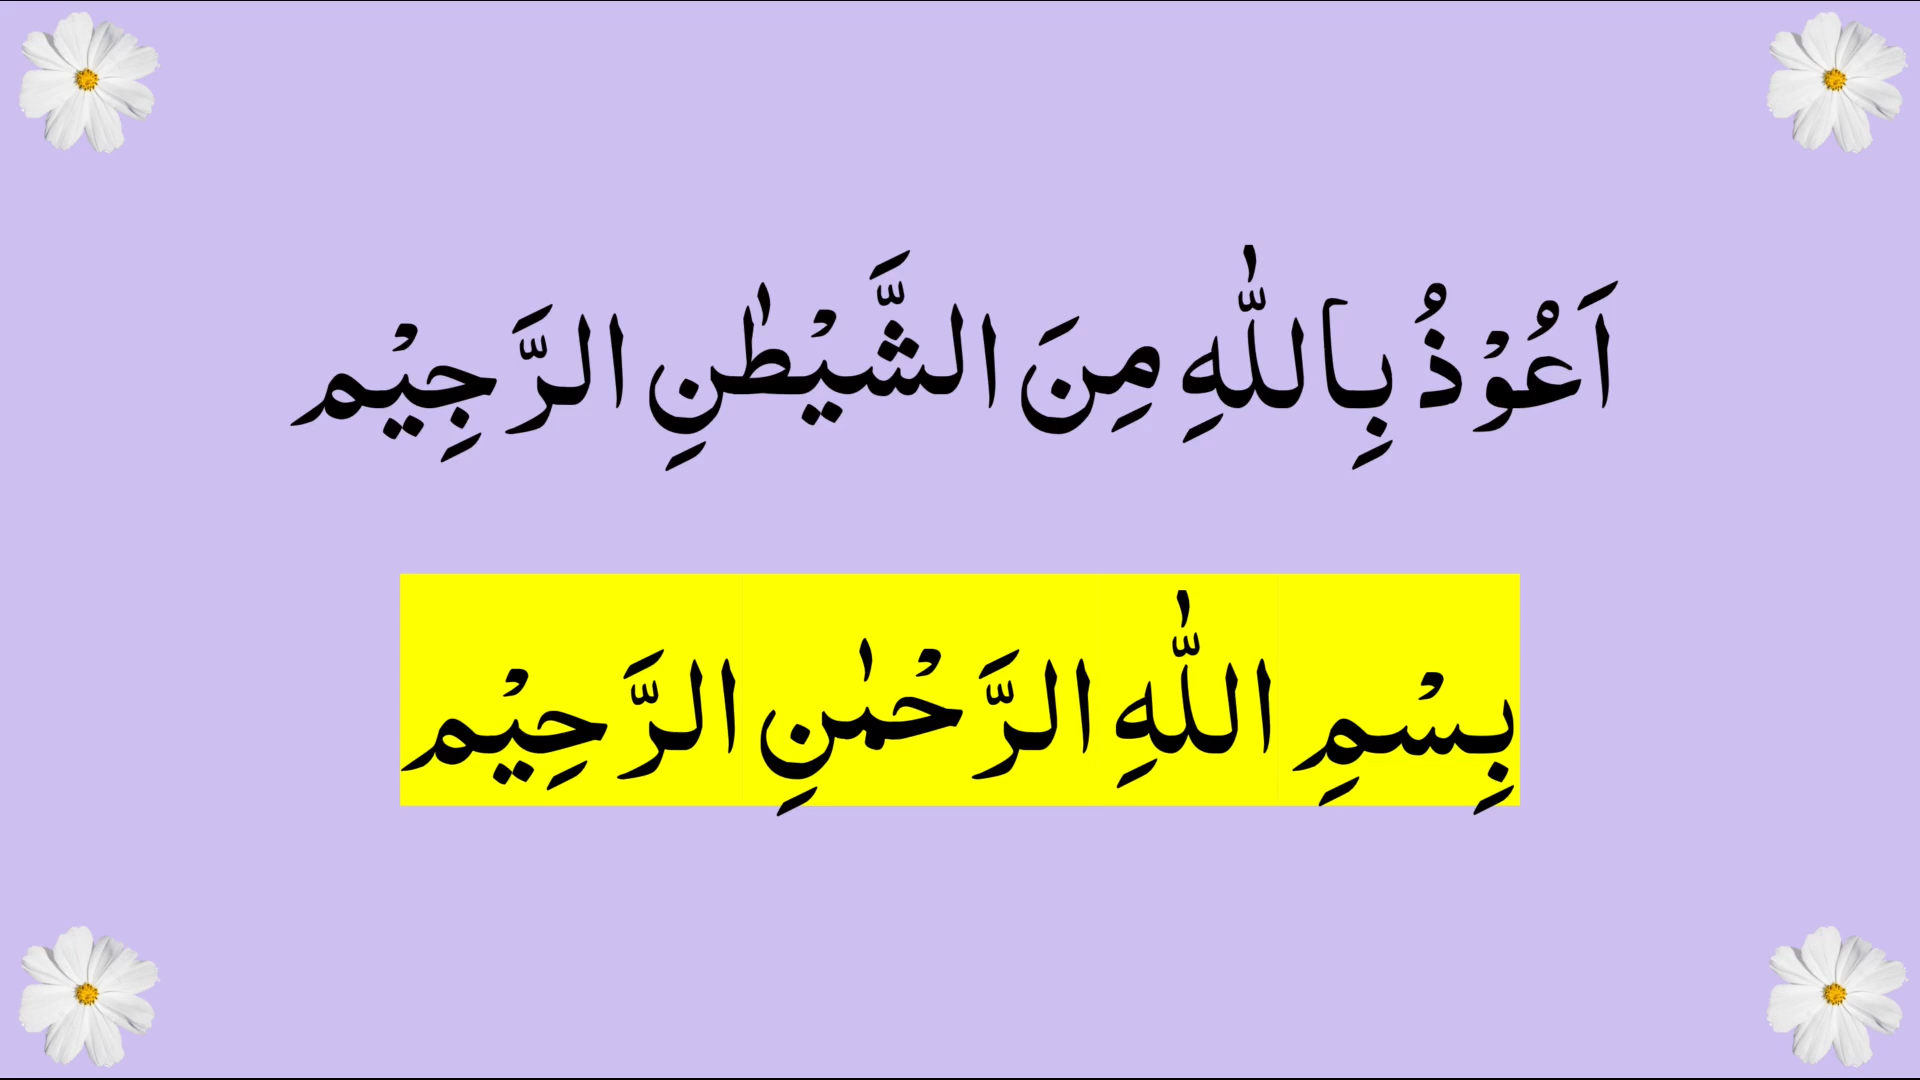 اَعُوْذُ بِاللّٰهِ مِنَ الشَّيْطٰنِ الرَّجِيْم
بِسْمِ اللّٰهِ الرَّحْمٰنِ الرَّحِيْم